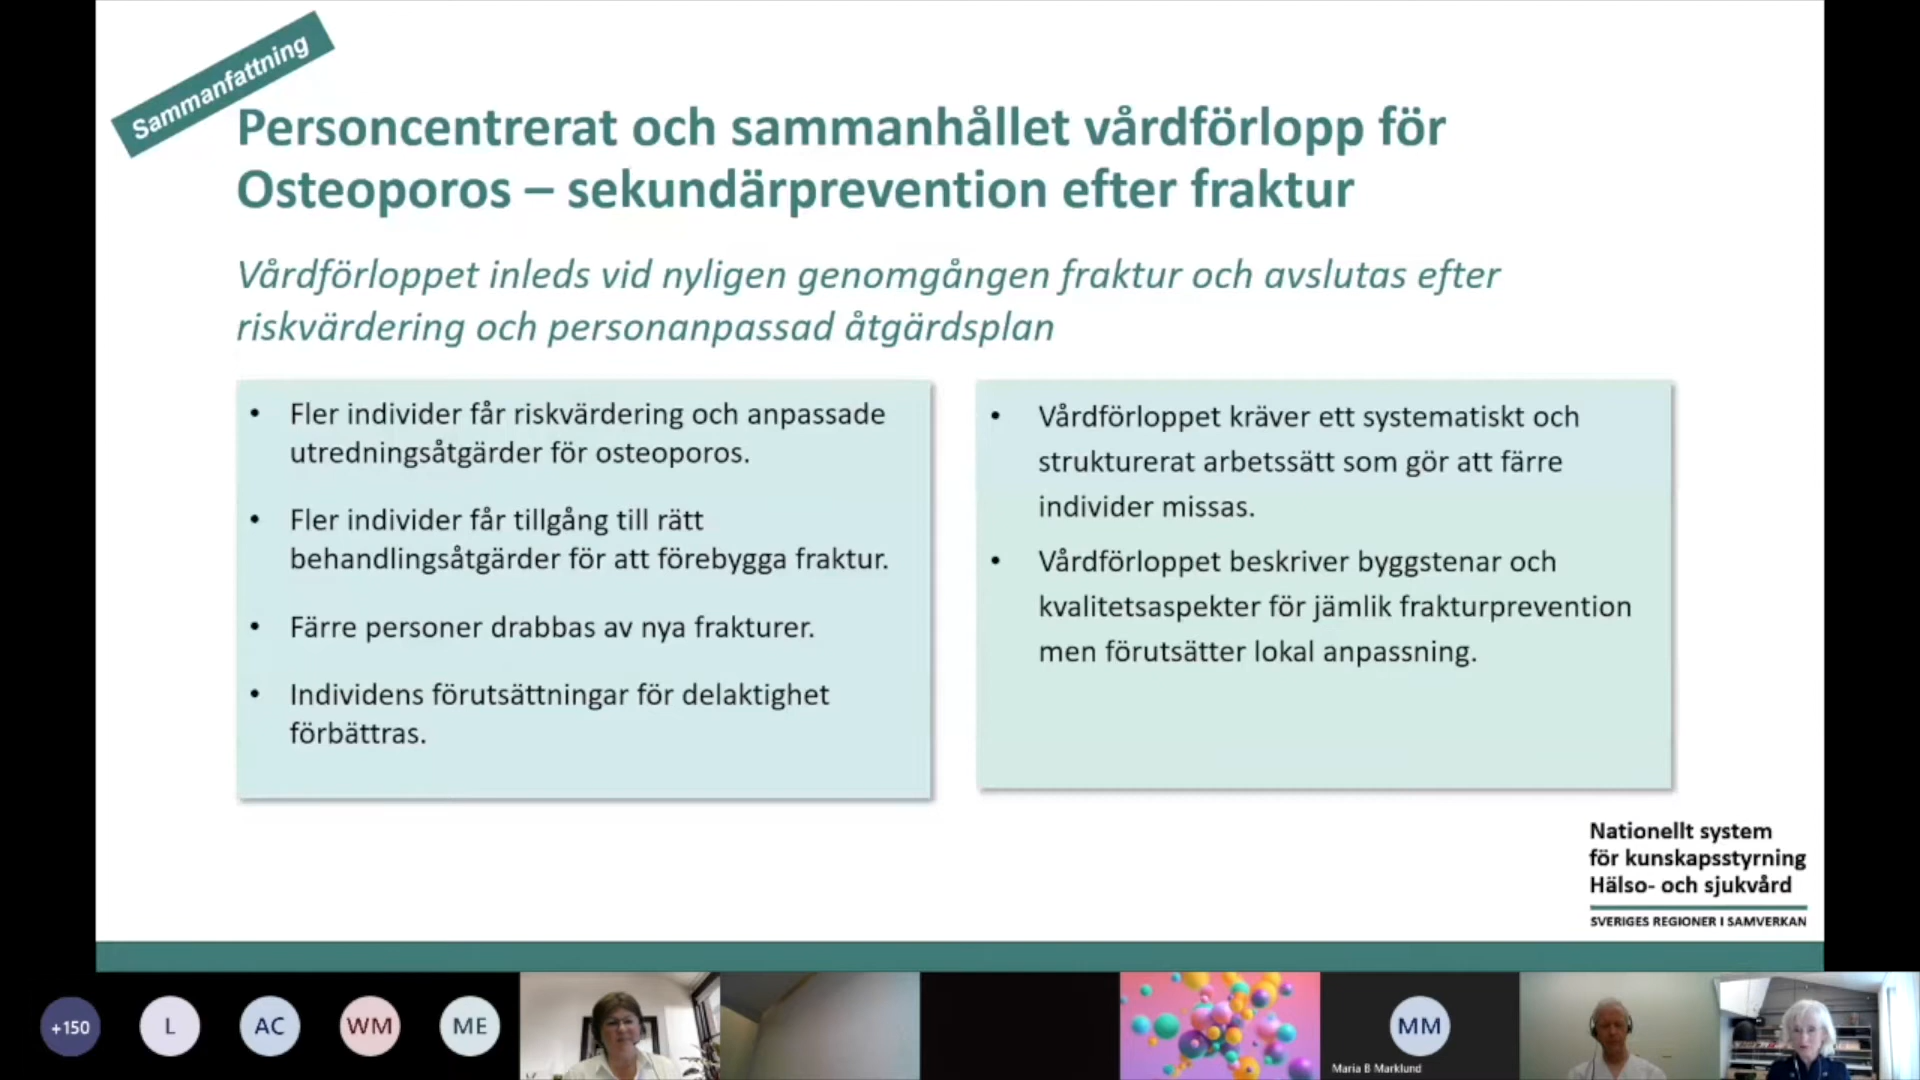 Sammanfattning
Personcentrerat och sammanhållet vårdförlopp för
Osteoporos – sekundärprevention efter fraktur
Vårdförloppet inleds vid nyligen genomgången fraktur och avslutas efter
riskvärdering och personanpassad åtgärdsplan
• Fler individer får riskvärdering och anpassade
utredningsåtgärder för osteoporos.
• Fler individer får tillgång till rätt
behandlingsåtgärder för att förebygga fraktur.
• Färre personer drabbas av nya frakturer.
• Individens förutsättningar för delaktighet
förbättras.
• Vårdförloppet kräver ett systematiskt och
strukturerat arbetssätt som gör att färre
individer missas.
• Vårdförloppet beskriver byggstenar och
kvalitetsaspekter för jämlik frakturprevention
men förutsätter lokal anpassning.
Nationellt system
för kunskapsstyrning
Hälso- och sjukvård
SVERIGES REGIONER I SAMVERKAN
+150
L
AC
WM
ME
MM
Maria B Marklund